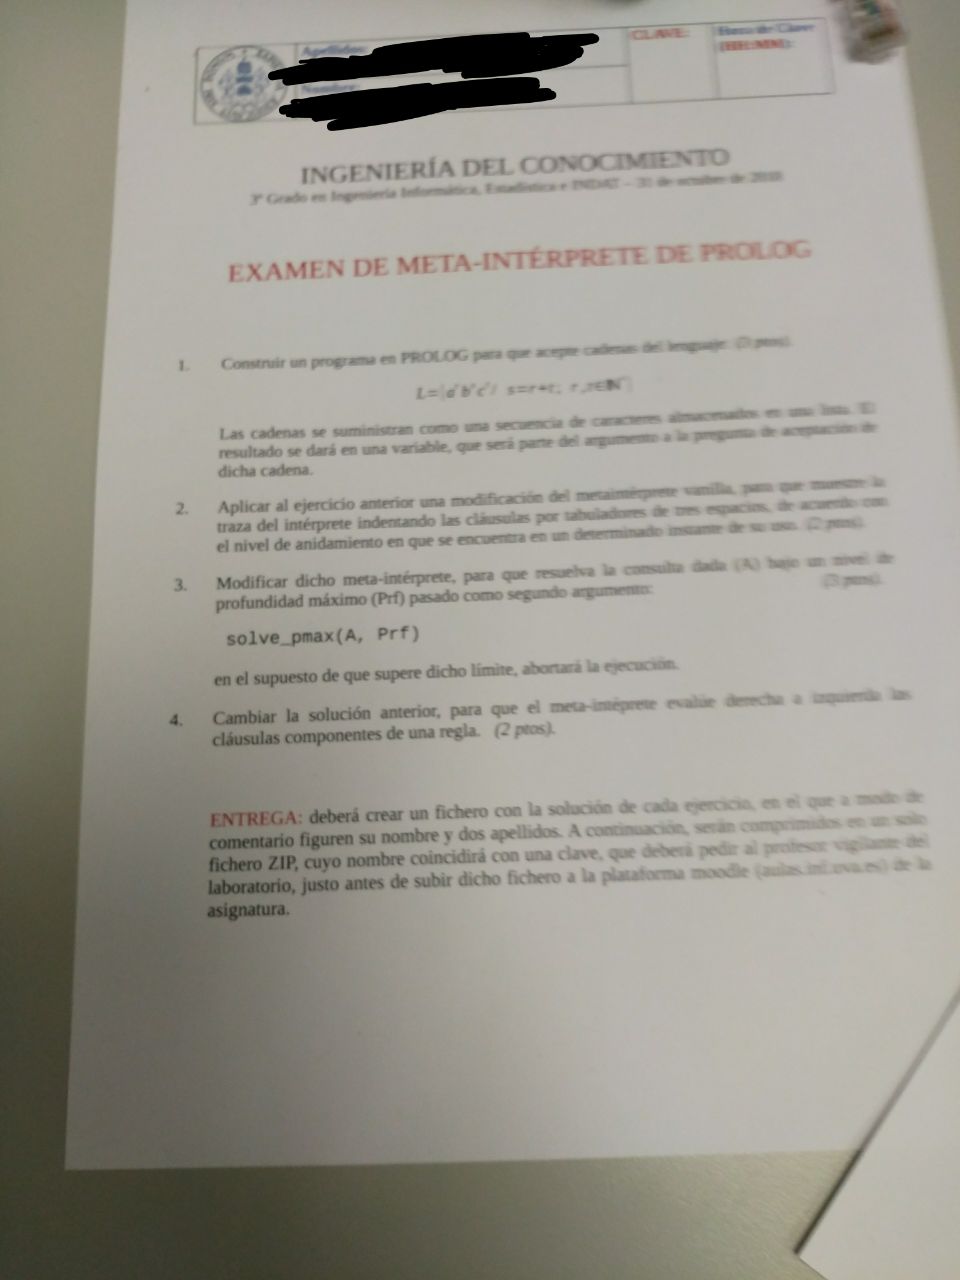 Apellidos:
Nombre:
CLAVE:
Hora de Clave
(HH:MM):
INGENIERÍA DEL CONOCIMIENTO
3º Grado en Ingeniería Informática, Estadística e INDAT – 31 de octubre de 2018
EXAMEN DE META-INTÉRPRETE DE PROLOG
1. Construir un programa en PROLOG para que acepte cadenas del lenguaje: (3 ptos).
s=r+t;
Las cadenas se suministran como una secuencia de caracteres almacenados en una lista. El
resultado se dará en una variable, que será parte del argumento a la pregunta de aceptación de
dicha cadena.
2. Aplicar al ejercicio anterior una modificación del metaintérprete vanilla, para que muestre la
traza del intérprete indentando las cláusulas por tabuladores de tres espacios, de acuerdo con
el nivel de anidamiento en que se encuentra en un determinado instante de su uso. (2 ptos).
3. Modificar dicho meta-intérprete, para que resuelva la consulta dada (A) bajo un nivel de
profundidad máximo (Prf) pasado como segundo argumento: (3 ptos).
solve_pmax(A, Prf)
en el supuesto de que supere dicho límite, abortará la ejecución.
4. Cambiar la solución anterior, para que el meta-intéprete evalúe derecha a izquierda las
cláusulas componentes de una regla. (2 ptos).
ENTREGA: deberá crear un fichero con la solución de cada ejercicio, en el que a modo de
comentario figuren su nombre y dos apellidos. A continuación, serán comprimidos en un solo
fichero ZIP, cuyo nombre coincidirá con una clave, que deberá pedir al profesor vigilante del
laboratorio, justo antes de subir dicho fichero a la plataforma moodle (aulas.inf.uva.es) de la
asignatura.